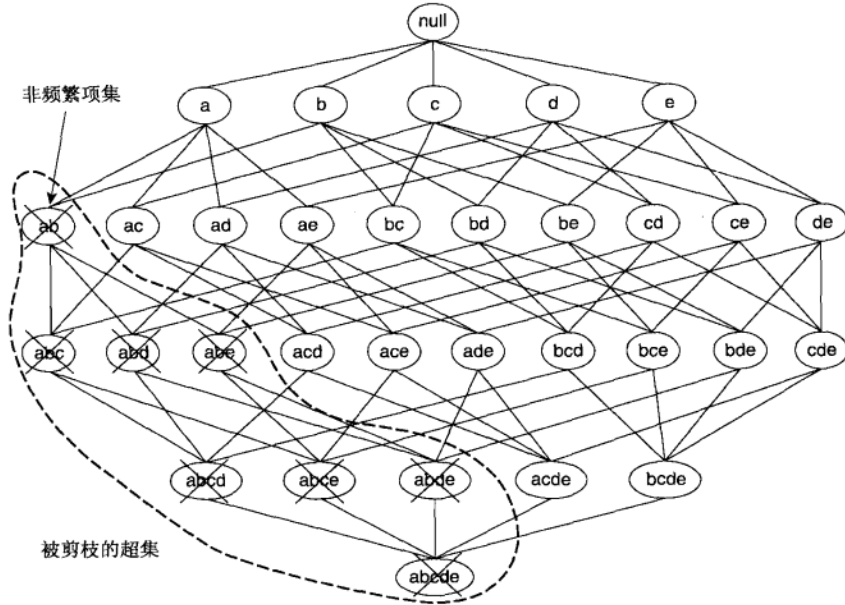 null
a b c d e
非频繁项集
ab ac ad ae bc bd be cd ce de
abc abd abe acd ace ade bcd bce bde cde
abcd abce abde acde bcde
被剪枝的超集
abcde